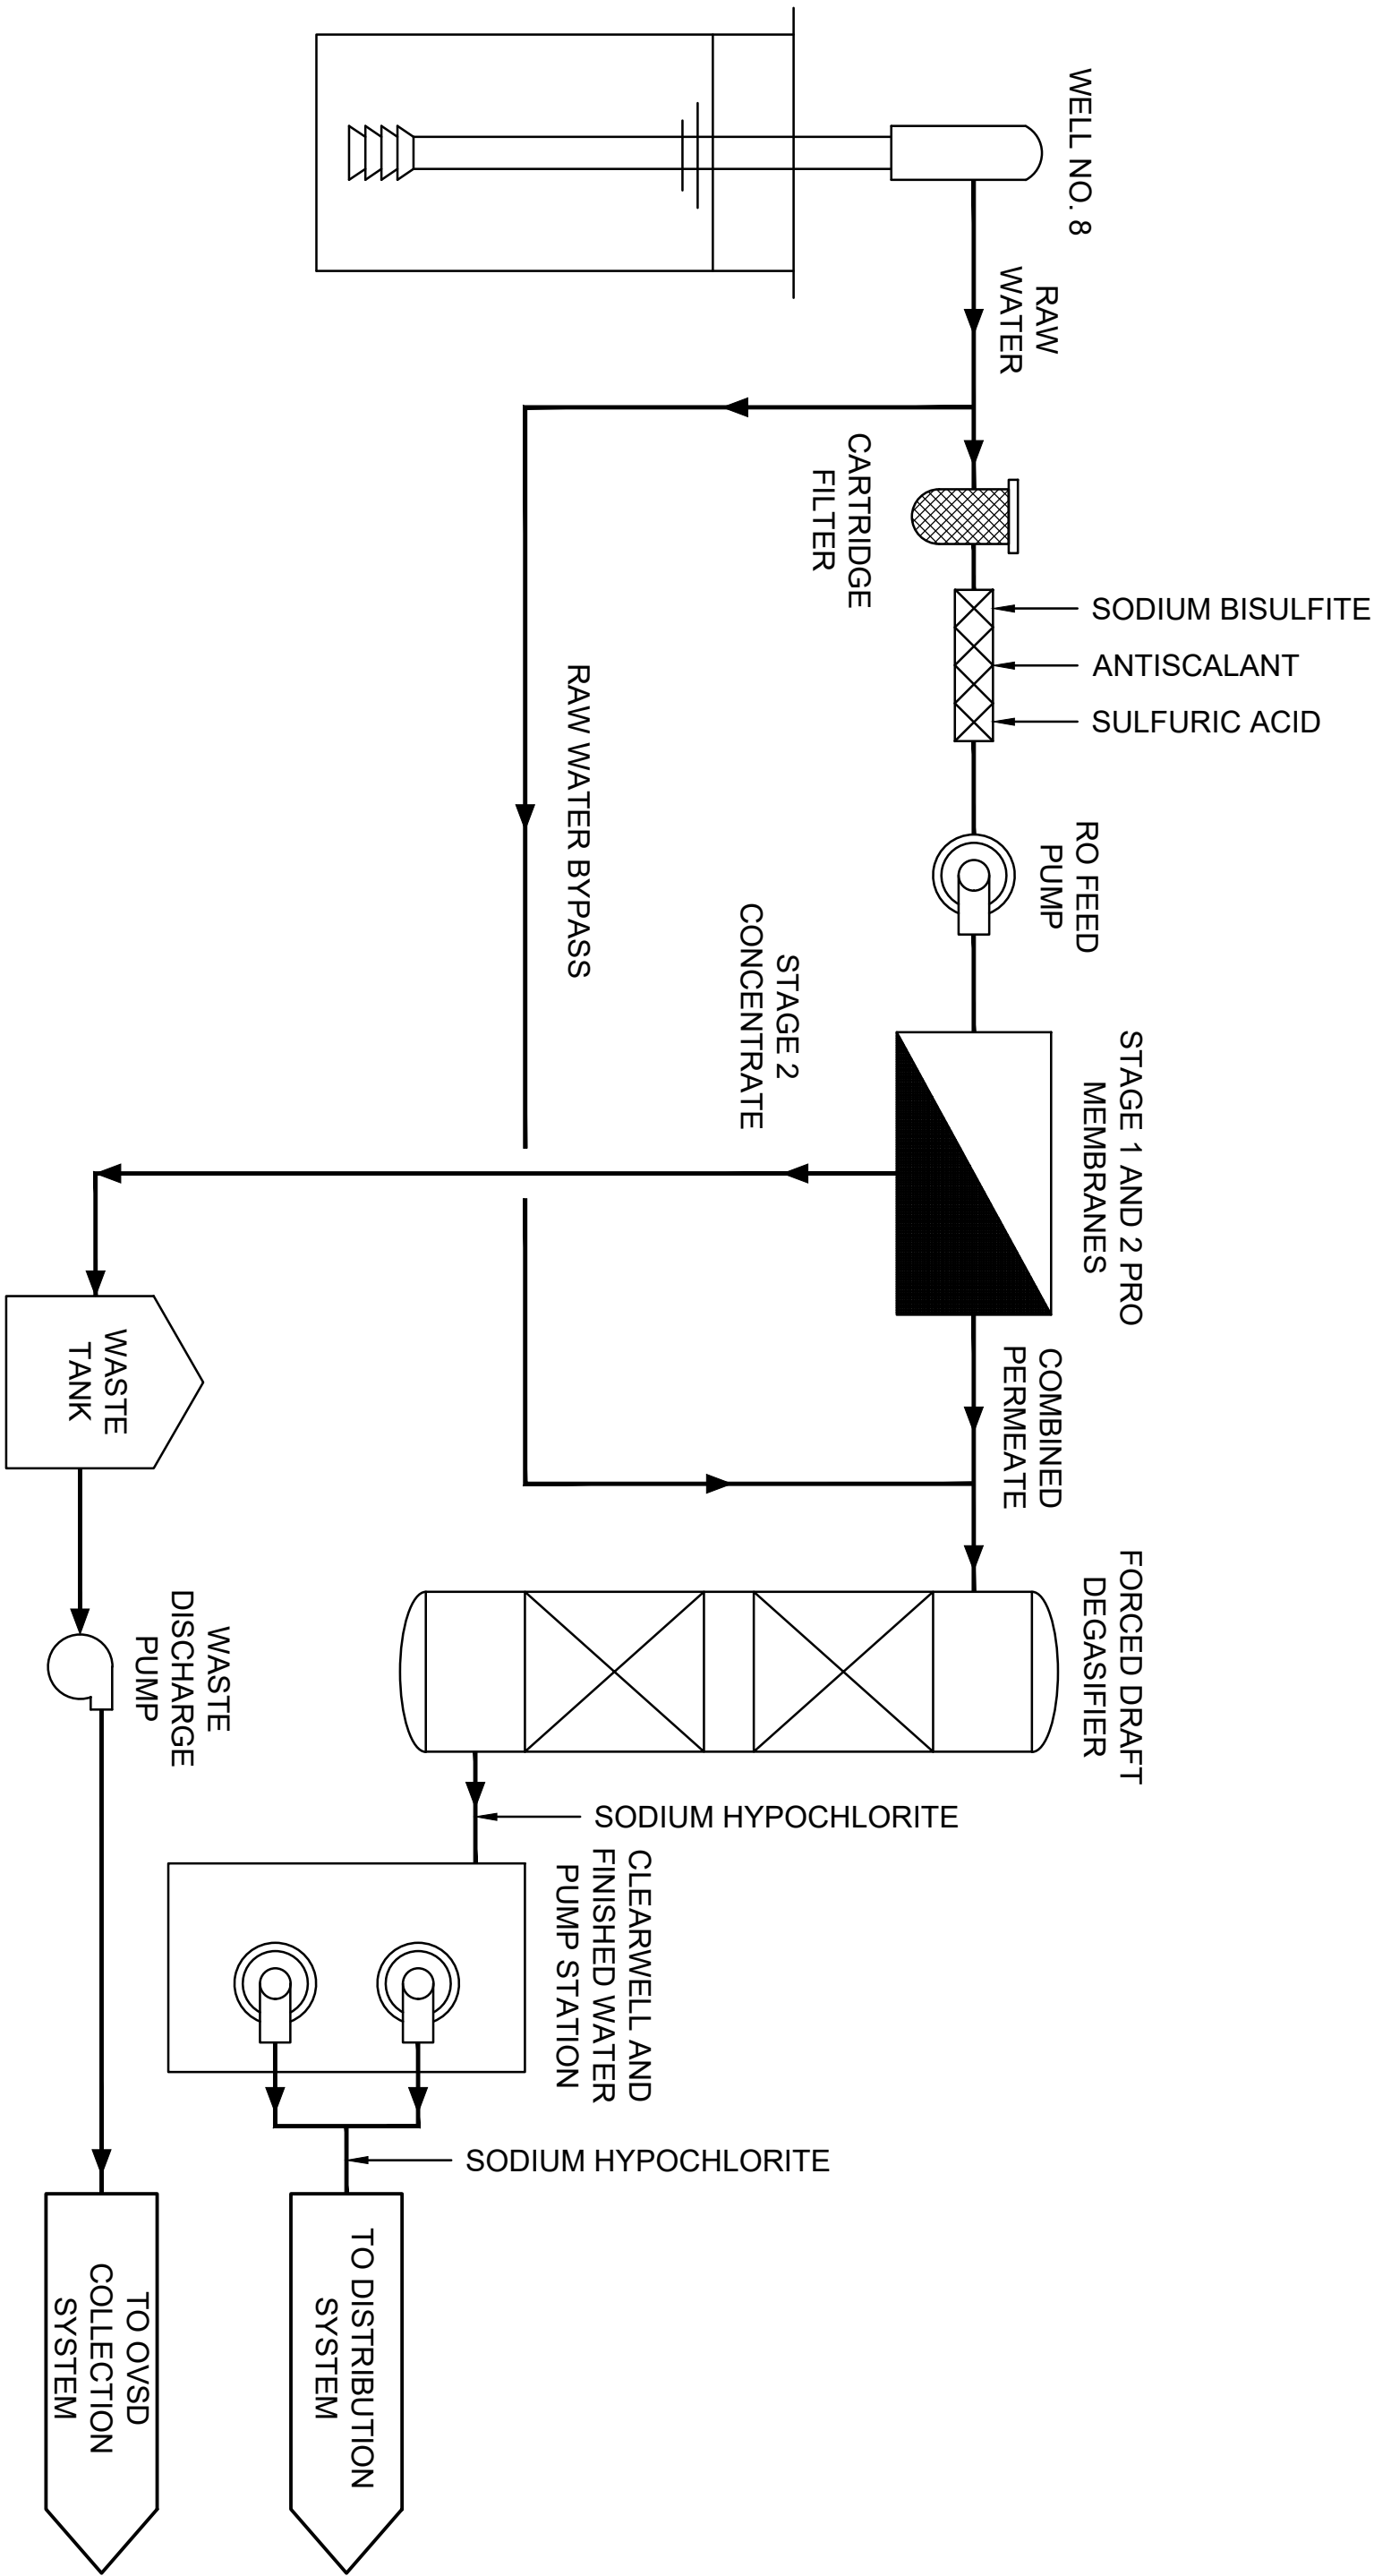 WELL NO. 8
RAW
WATER
CARTRIDGE
FILTER
SODIUM BISULFITE
ANTISCALANT
SULFURIC ACID
RAW WATER BYPASS
RO FEED
PUMP
STAGE 2
CONCENTRATE
STAGE 1 AND 2 PRO
MEMBRANES
COMBINED
PERMEATE
WASTE
TANK
FORCED DRAFT
DEGASIFIER
WASTE
DISCHARGE
PUMP
SODIUM HYPOCHLORITE
CLEARWELL AND
FINISHED WATER
PUMP STATION
SODIUM HYPOCHLORITE
TO DISTRIBUTION
SYSTEM
TO OVSD
COLLECTION
SYSTEM